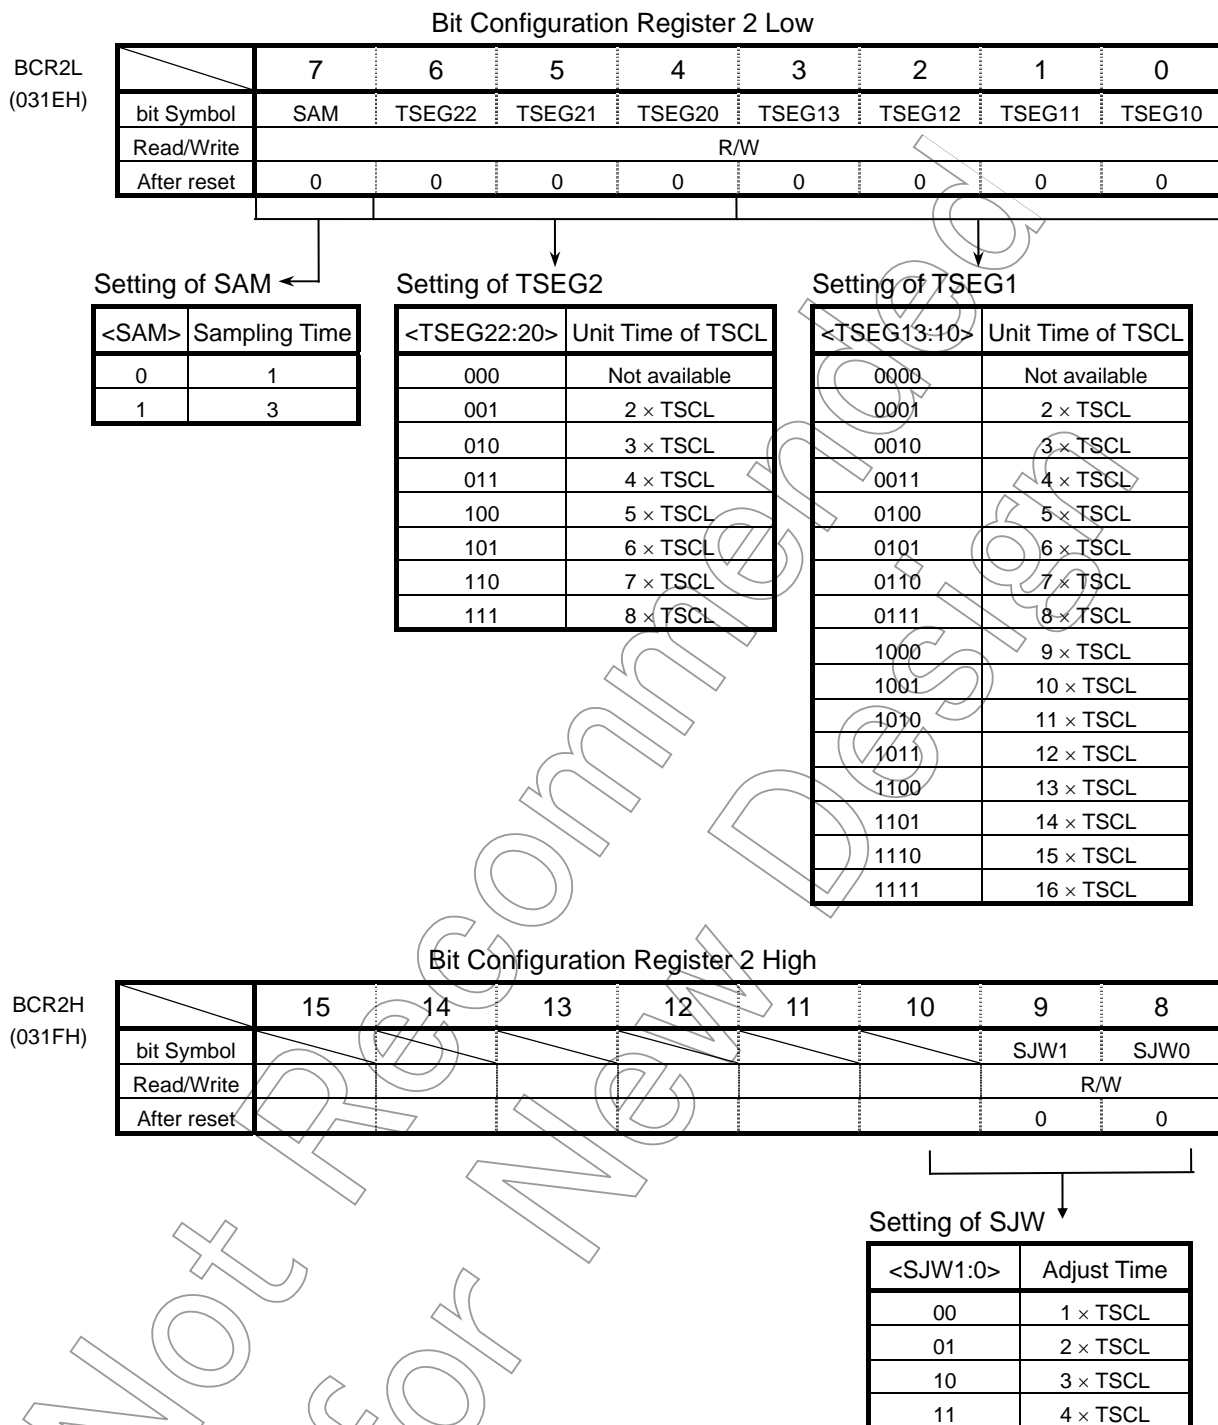 Bit Configuration Register 2 Low
BCR2L
(031EH)
7 6 5 4 3 2 1 0
bit Symbol SAM TSEG22 TSEG21 TSEG20 TSEG13 TSEG12 TSEG11 TSEG10
Read/Write R/W
After reset 0 0 0 0 0 0 0 0
Setting of SAM
<SAM> Sampling Time
0 1
1 3
Setting of TSEG2
<TSEG22:20> Unit Time of TSCL
000 Not available
001 2 × TSCL
010 3 × TSCL
011 4 × TSCL
100 5 × TSCL
101 6 × TSCL
110 7 × TSCL
111 8 × TSCL
Setting of TSEG1
<TSEG13:10> Unit Time of TSCL
0000 Not available
0001 2 × TSCL
0010 3 × TSCL
0011 4 × TSCL
0100 5 × TSCL
0101 6 × TSCL
0110 7 × TSCL
0111 8 × TSCL
1000 9 × TSCL
1001 10 × TSCL
1010 11 × TSCL
1011 12 × TSCL
1100 13 × TSCL
1101 14 × TSCL
1110 15 × TSCL
1111 16 × TSCL
Bit Configuration Register 2 High
BCR2H
(031FH)
15 14 13 12 11 10 9 8
bit Symbol SJW1 SJW0
Read/Write R/W
After reset 0 0
Setting of SJW
<SJW1:0> Adjust Time
00 1 × TSCL
01 2 × TSCL
10 3 × TSCL
11 4 × TSCL
Not Recommended
for New Design